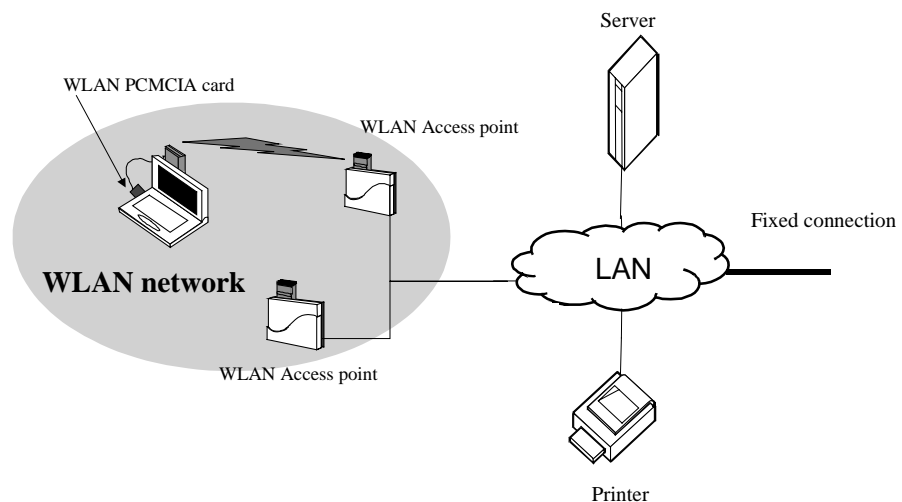 Server
WLAN PCMCIA card
WLAN Access point
Fixed connection
LAN
WLAN network
WLAN Access point
Printer